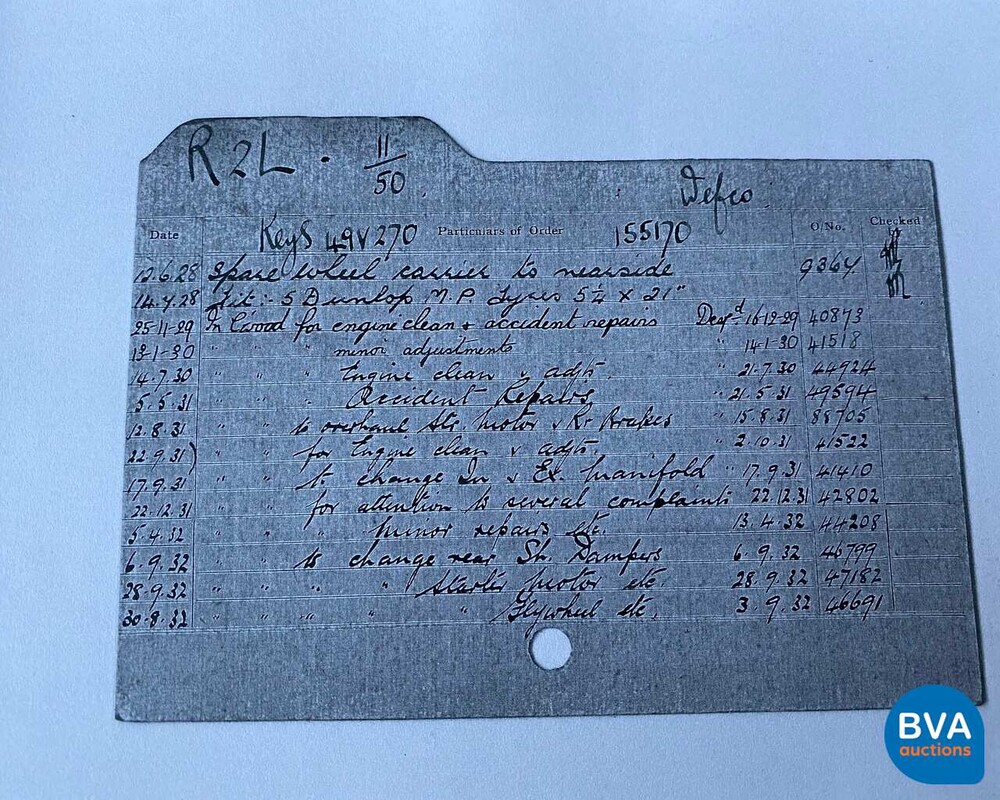 R2L · 11/50
Wefco
Date Keys 49V270 Particulars of Order 155170 O/No. Checked
12.6.28 Spare wheel carrier to nearside 9364
14.7.28 Fit:- 5 Dunlop M.P. Tyres 5¼ x 21"
25-11-29 In C'wood for engine clean & accident repairs Desp'd 16-12-29 40873
13-1-30 " " " minor adjustments " 14-1-30 41518
14.7.30 " " " Engine clean & adjts. " 21.7.30 44924
5.5.31 " " " Accident Repairs " 21.5.31 49594
12.8.31 " " to overhaul Str. Motor & Rr Brakes " 15.8.31 85705
22.9.31) " " for Engine clean & adjts. " 2.10.31 41522
17.9.31 " " to change In & Ex. Manifold " 17.9.31 41410
22.12.31 " " for attention to several complaints 22.12.31 42802
5.4.32 " " " minor repairs etc. 13.4.32 44208
6.9.32 " " to change rear Sh. Dampers 6.9.32 46799
28.9.32 " " " " Starter Motor etc. 28.9.32 47182
30.8.32 " " " " Flywheel etc. 3.9.32 46691
BVA
auctions